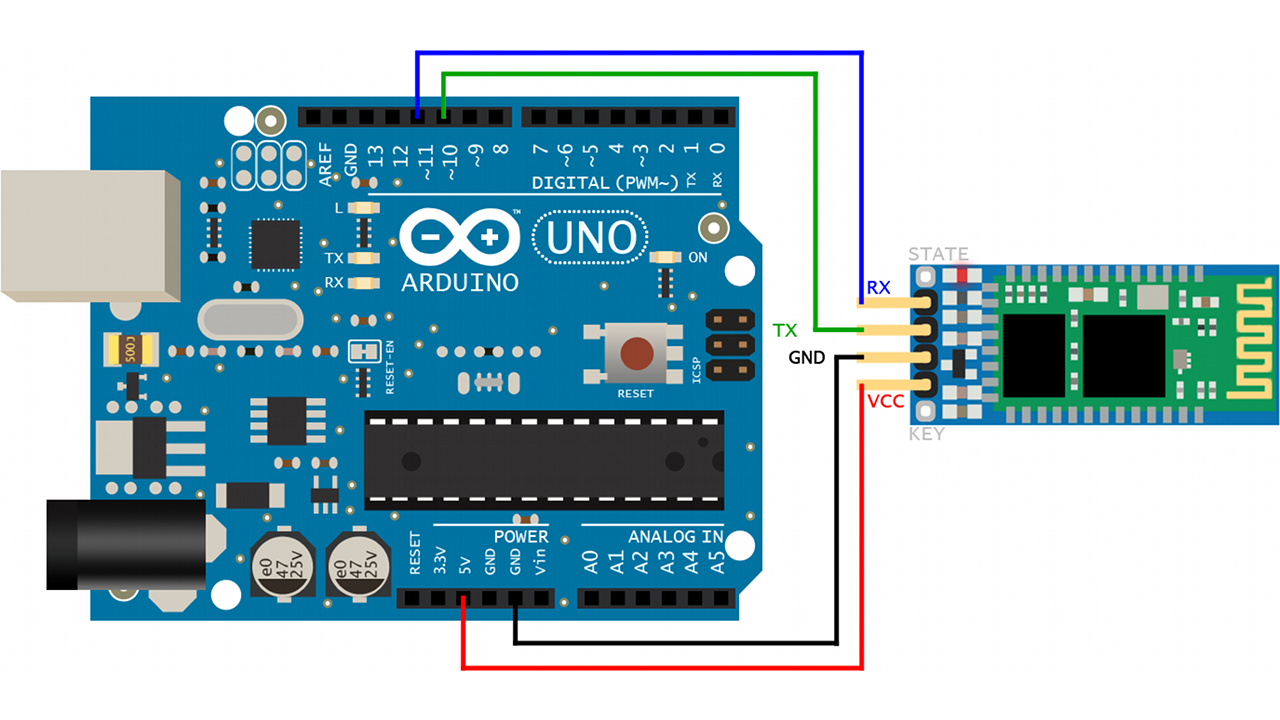 AREF
GND
13
12
~11
~10
~9
8
7
~6
~5
4
~3
2
1
0
DIGITAL (PWM~)
TX
RX
L
TX
RX
™
UNO
ARDUINO
ON
STATE
RX
TX
GND
VCC
KEY
500J
RESET-EN
RESET
ICSP
POWER
ANALOG IN
RESET
3.3V
5V
GND
GND
Vin
A0
A1
A2
A3
A4
A5
e0
47
25V
e0
47
25V